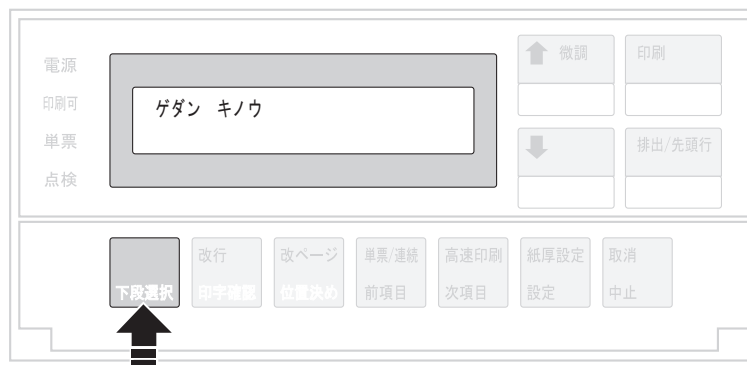 電源
印刷可
単票
点検
ゲダン キノウ
微調
印刷
排出/先頭行
改行
改ページ
単票/連続
高速印刷
紙厚設定
取消
下段選択
印字確認
位置決め
前項目
次項目
設定
中止